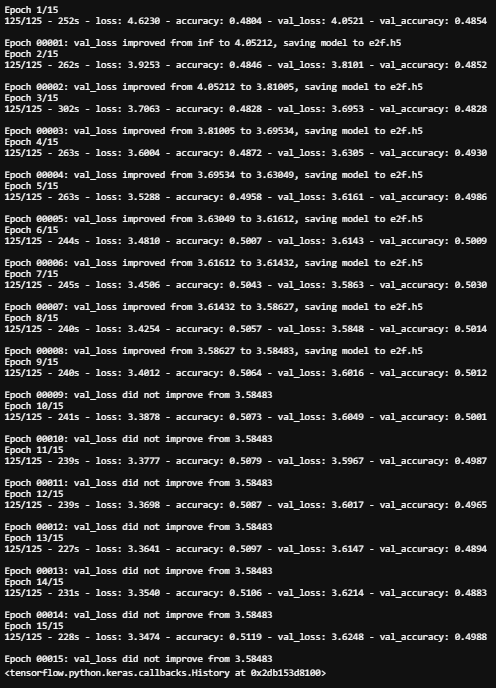 Epoch 1/15
125/125 - 252s - loss: 4.6230 - accuracy: 0.4804 - val_loss: 4.0521 - val_accuracy: 0.4854
Epoch 00001: val_loss improved from inf to 4.05212, saving model to e2f.h5
Epoch 2/15
125/125 - 262s - loss: 3.9253 - accuracy: 0.4846 - val_loss: 3.8101 - val_accuracy: 0.4852
Epoch 00002: val_loss improved from 4.05212 to 3.81005, saving model to e2f.h5
Epoch 3/15
125/125 - 302s - loss: 3.7063 - accuracy: 0.4828 - val_loss: 3.6953 - val_accuracy: 0.4828
Epoch 00003: val_loss improved from 3.81005 to 3.69534, saving model to e2f.h5
Epoch 4/15
125/125 - 263s - loss: 3.6004 - accuracy: 0.4872 - val_loss: 3.6305 - val_accuracy: 0.4930
Epoch 00004: val_loss improved from 3.69534 to 3.63049, saving model to e2f.h5
Epoch 5/15
125/125 - 263s - loss: 3.5288 - accuracy: 0.4958 - val_loss: 3.6161 - val_accuracy: 0.4986
Epoch 00005: val_loss improved from 3.63049 to 3.61612, saving model to e2f.h5
Epoch 6/15
125/125 - 244s - loss: 3.4810 - accuracy: 0.5007 - val_loss: 3.6143 - val_accuracy: 0.5009
Epoch 00006: val_loss improved from 3.61612 to 3.61432, saving model to e2f.h5
Epoch 7/15
125/125 - 245s - loss: 3.4506 - accuracy: 0.5043 - val_loss: 3.5863 - val_accuracy: 0.5030
Epoch 00007: val_loss improved from 3.61432 to 3.58627, saving model to e2f.h5
Epoch 8/15
125/125 - 240s - loss: 3.4254 - accuracy: 0.5057 - val_loss: 3.5848 - val_accuracy: 0.5014
Epoch 00008: val_loss improved from 3.58627 to 3.58483, saving model to e2f.h5
Epoch 9/15
125/125 - 240s - loss: 3.4012 - accuracy: 0.5064 - val_loss: 3.6016 - val_accuracy: 0.5012
Epoch 00009: val_loss did not improve from 3.58483
Epoch 10/15
125/125 - 241s - loss: 3.3878 - accuracy: 0.5073 - val_loss: 3.6049 - val_accuracy: 0.5001
Epoch 00010: val_loss did not improve from 3.58483
Epoch 11/15
125/125 - 239s - loss: 3.3777 - accuracy: 0.5079 - val_loss: 3.5967 - val_accuracy: 0.4987
Epoch 00011: val_loss did not improve from 3.58483
Epoch 12/15
125/125 - 239s - loss: 3.3698 - accuracy: 0.5087 - val_loss: 3.6017 - val_accuracy: 0.4965
Epoch 00012: val_loss did not improve from 3.58483
Epoch 13/15
125/125 - 227s - loss: 3.3641 - accuracy: 0.5097 - val_loss: 3.6147 - val_accuracy: 0.4894
Epoch 00013: val_loss did not improve from 3.58483
Epoch 14/15
125/125 - 231s - loss: 3.3540 - accuracy: 0.5106 - val_loss: 3.6214 - val_accuracy: 0.4883
Epoch 00014: val_loss did not improve from 3.58483
Epoch 15/15
125/125 - 228s - loss: 3.3474 - accuracy: 0.5119 - val_loss: 3.6248 - val_accuracy: 0.4988
Epoch 00015: val_loss did not improve from 3.58483
<tensorflow.python.keras.callbacks.History at 0x2db153d8100>